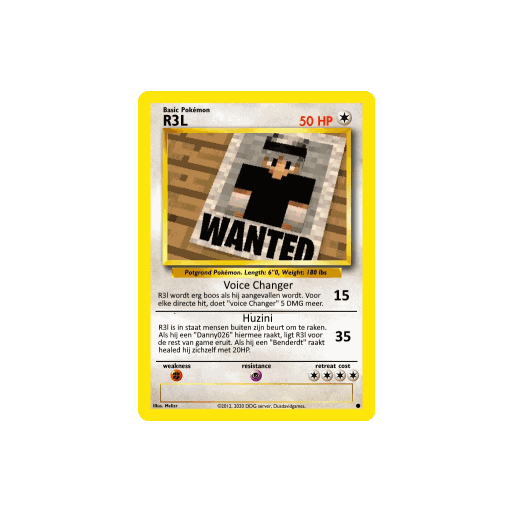 Basic Pokémon
R3L
50 HP
WANTED
Potgrond Pokémon. Length: 6"0, Weight: 180 lbs
Voice Changer
R3l wordt erg boos als hij aangevallen wordt. Voor
elke directe hit, doet "voice Changer" 5 DMG meer.
15
Huzini
R3l is in staat mensen buiten zijn beurt om te raken.
Als hij een "Danny026" hiermee raakt, ligt R3l voor
de rest van game eruit. Als hij een "Benderdt" raakt
healed hij zichzelf met 20HP.
35
weakness
resistance
retreat cost
Illus. Melier
©2012, 2020 DDG server, Dusdavidgames.